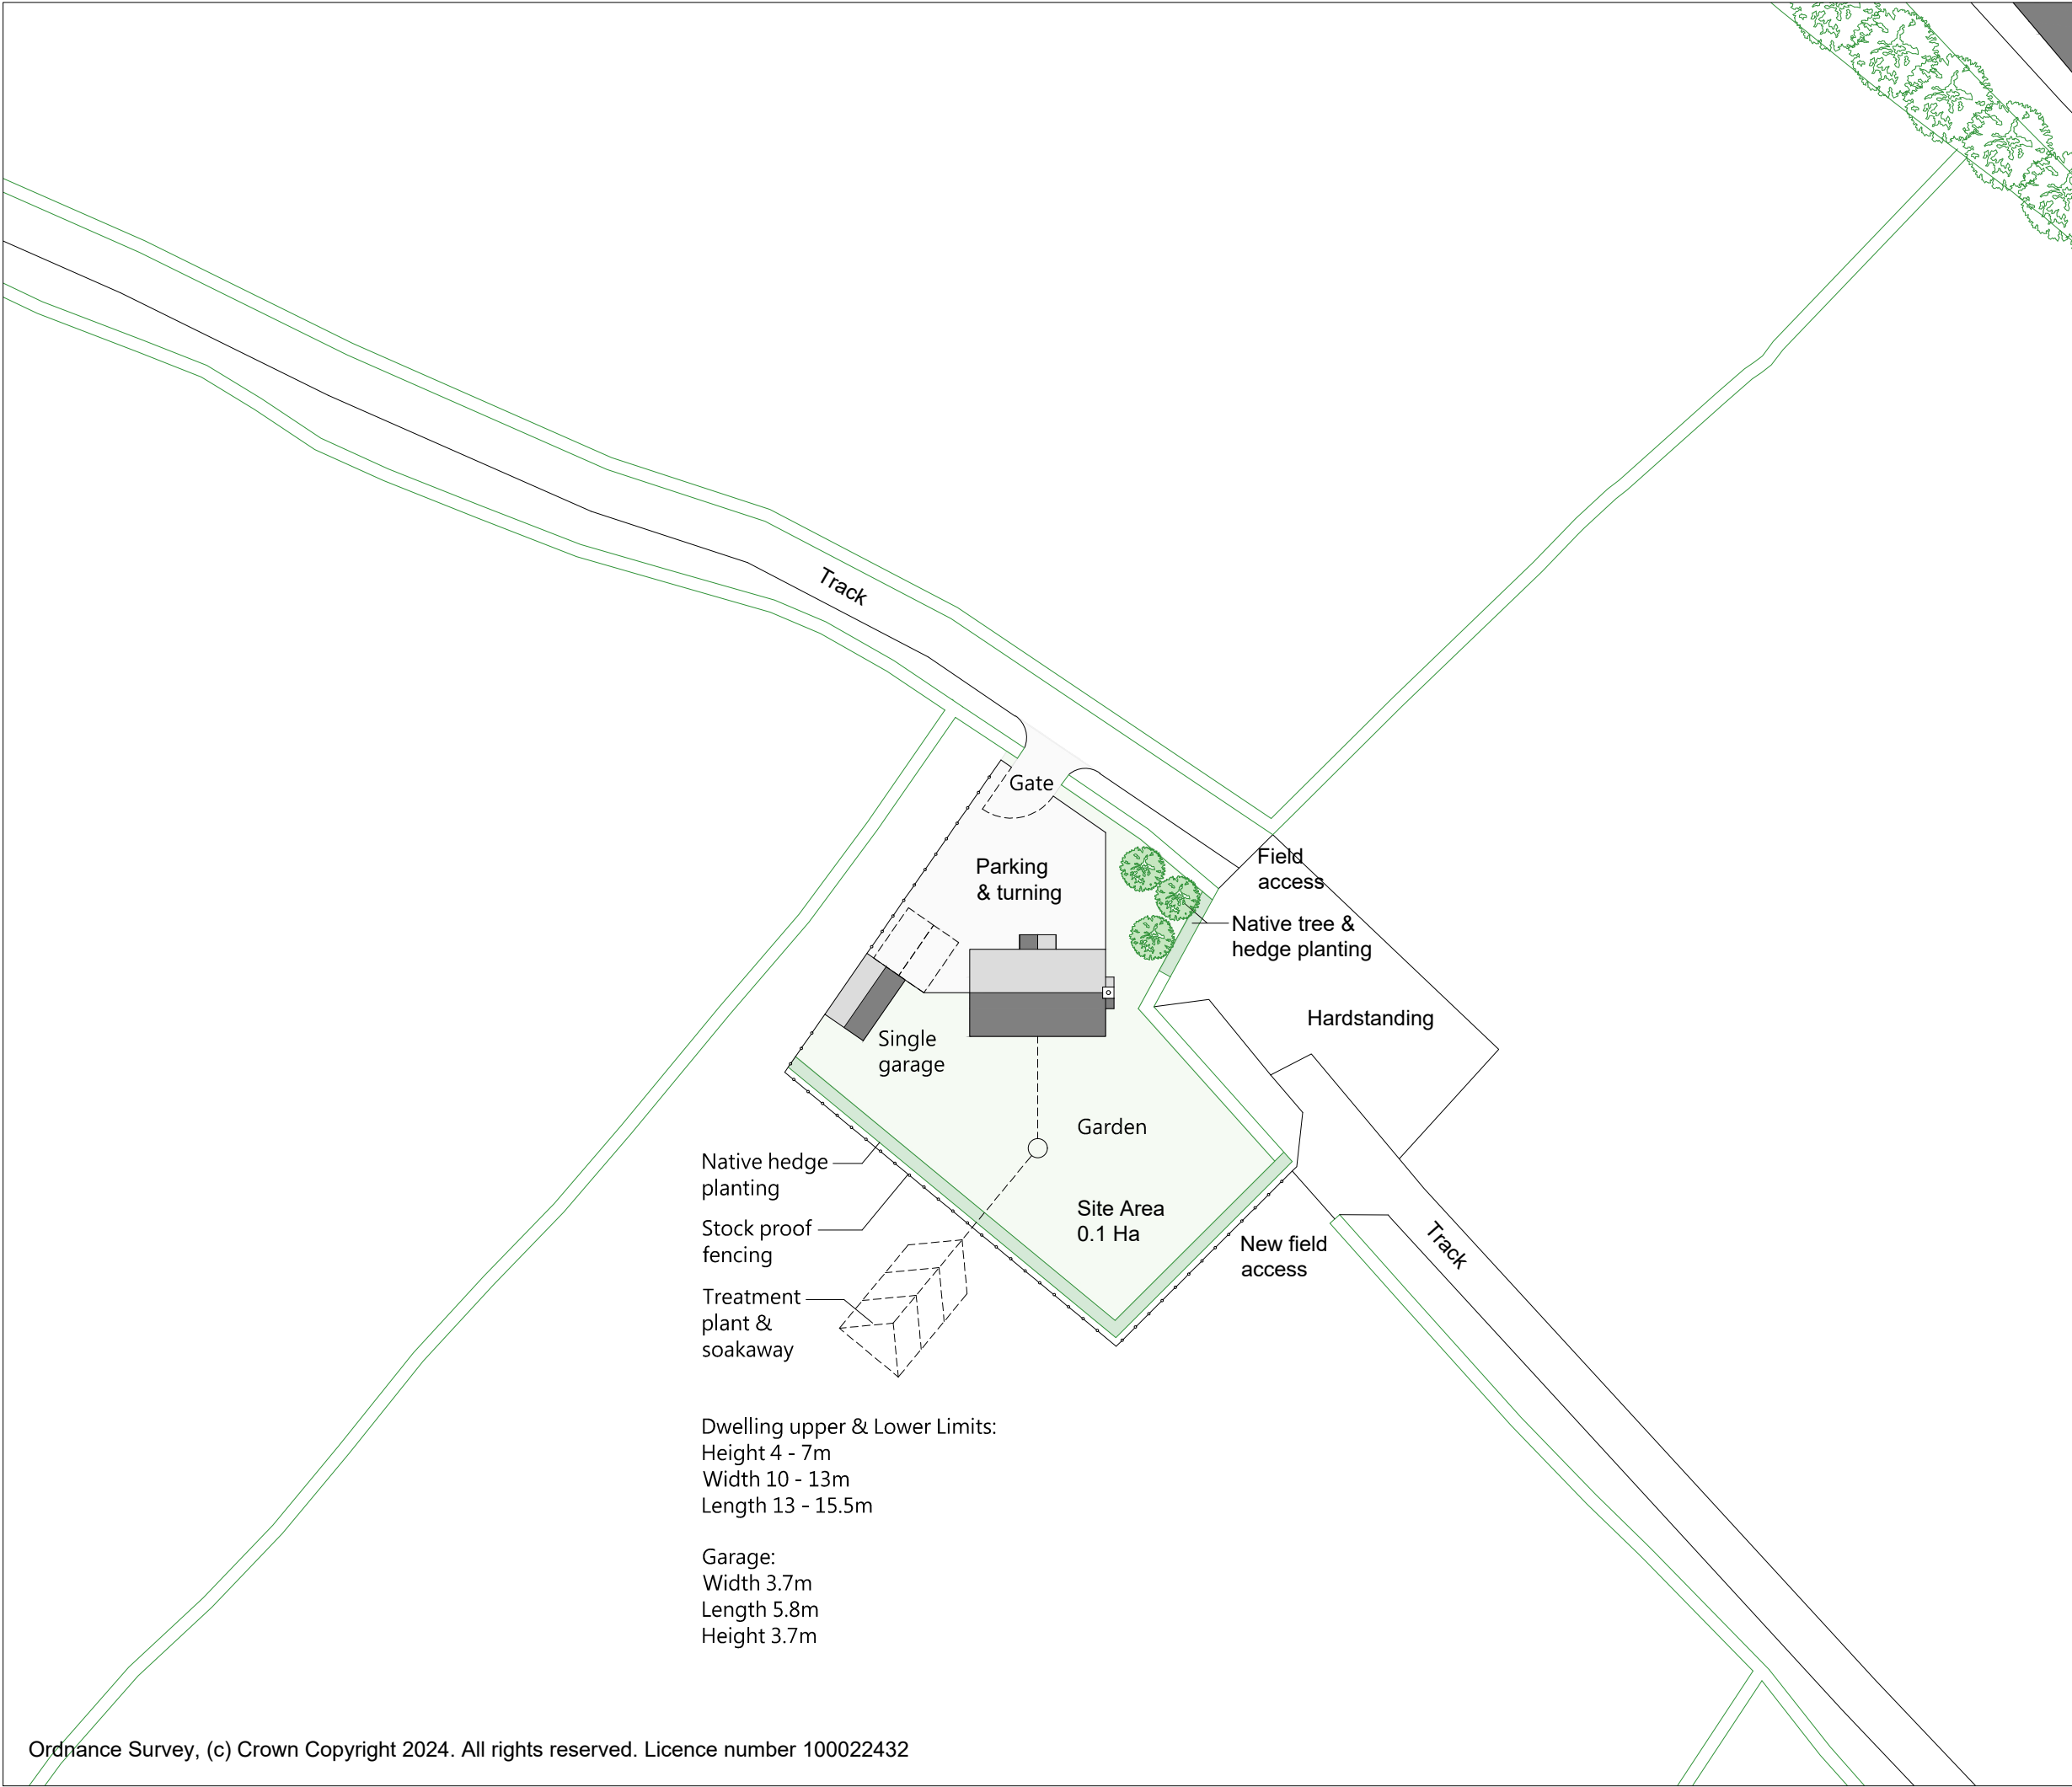 Track
Gate
Parking
& turning
Field
access
Native tree &
hedge planting
Hardstanding
Single
garage
Garden
Native hedge
planting
Site Area
0.1 Ha
Stock proof
fencing
New field
access
Track
Treatment
plant &
soakaway
Dwelling upper & Lower Limits:
Height 4 - 7m
Width 10 - 13m
Length 13 - 15.5m
Garage:
Width 3.7m
Length 5.8m
Height 3.7m
Ordnance Survey, (c) Crown Copyright 2024. All rights reserved. Licence number 100022432